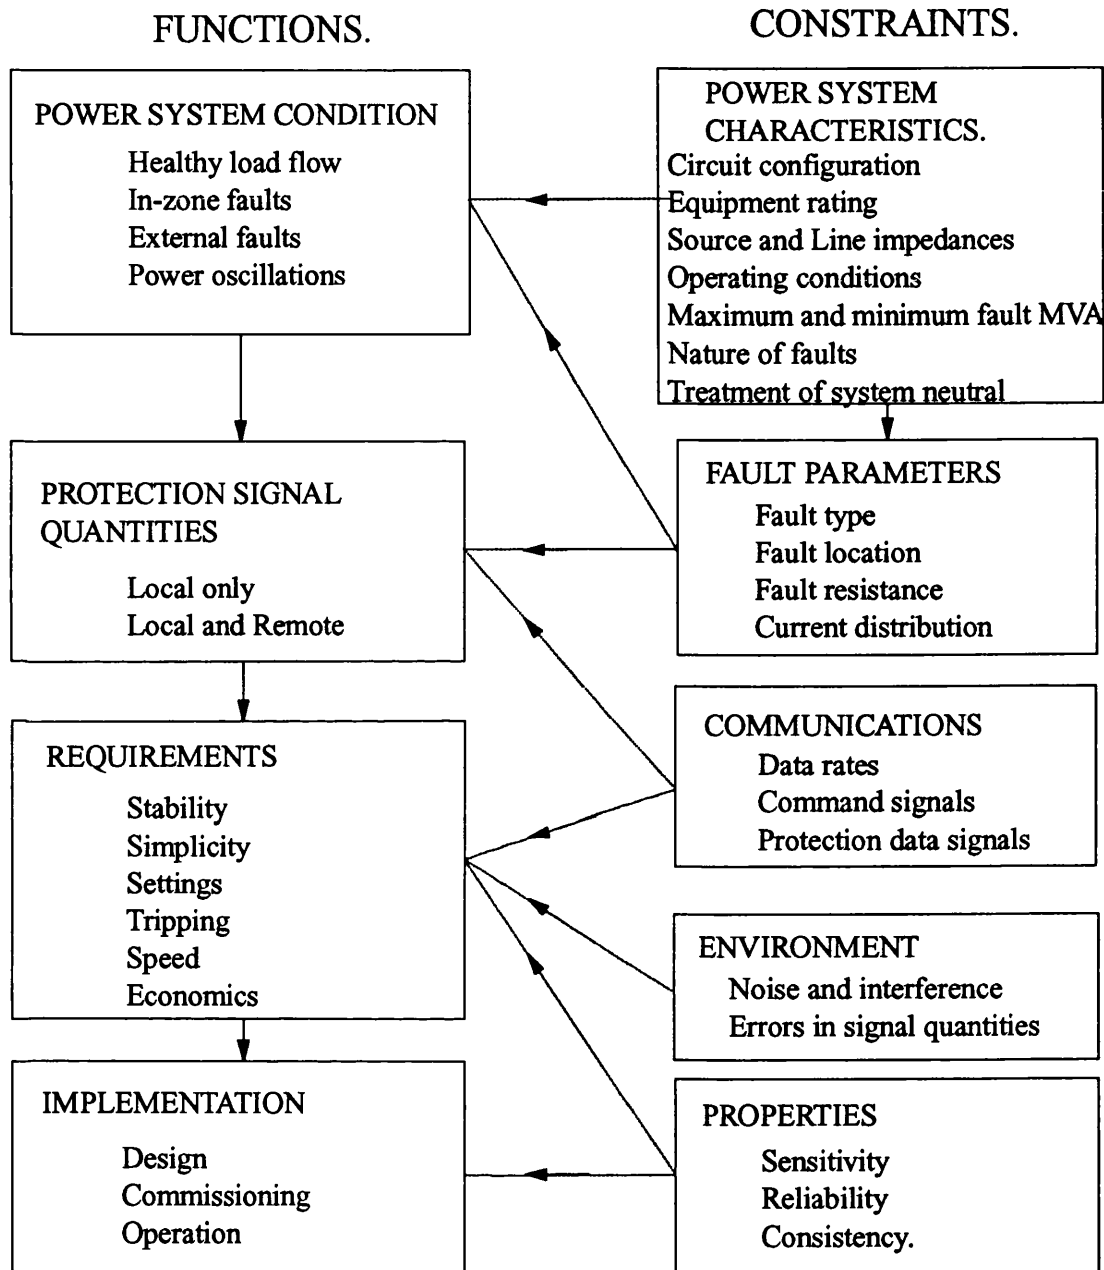 FUNCTIONS.
POWER SYSTEM CONDITION
Healthy load flow
In-zone faults
External faults
Power oscillations
PROTECTION SIGNAL
QUANTITIES
Local only
Local and Remote
REQUIREMENTS
Stability
Simplicity
Settings
Tripping
Speed
Economics
IMPLEMENTATION
Design
Commissioning
Operation
CONSTRAINTS.
POWER SYSTEM
CHARACTERISTICS.
Circuit configuration
Equipment rating
Source and Line impedances
Operating conditions
Maximum and minimum fault MVA
Nature of faults
Treatment of system neutral
FAULT PARAMETERS
Fault type
Fault location
Fault resistance
Current distribution
COMMUNICATIONS
Data rates
Command signals
Protection data signals
ENVIRONMENT
Noise and interference
Errors in signal quantities
PROPERTIES
Sensitivity
Reliability
Consistency.